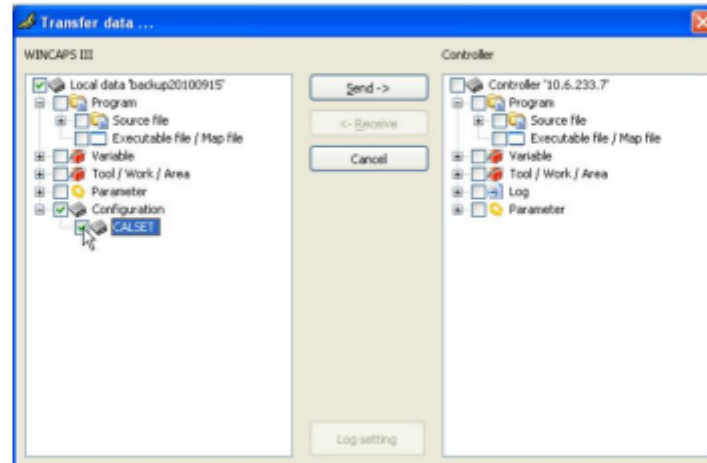 Transfer data ...
WINCAPS III
Local data 'backup20100915'
Program
Source file
Executable file / Map file
Variable
Tool / Work / Area
Parameter
Configuration
CALSET
Send ->
<- Receive
Cancel
Log setting
Controller
Controller '10.6.233.7'
Program
Source file
Executable file / Map file
Variable
Tool / Work / Area
Log
Parameter